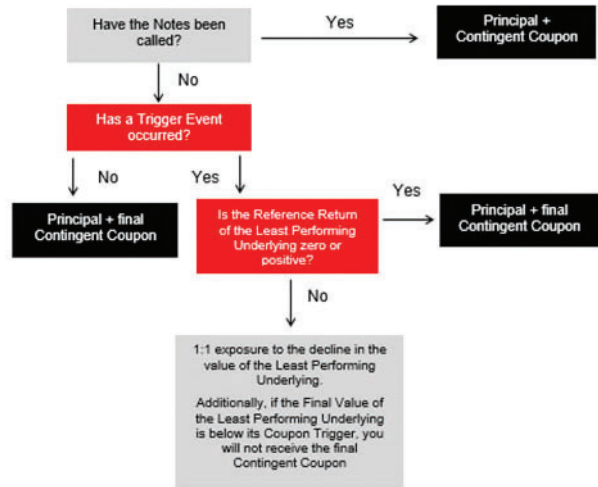 Have the Notes been
called?
Yes
Principal +
Contingent Coupon
No
Has a Trigger Event
occurred?
No
Yes
Principal + final
Contingent Coupon
Is the Reference Return
of the Least Performing
Underlying zero or
positive?
Yes
Principal + final
Contingent Coupon
No
1:1 exposure to the decline in the
value of the Least Performing
Underlying.
Additionally, if the Final Value of
the Least Performing Underlying
is below its Coupon Trigger, you
will not receive the final
Contingent Coupon